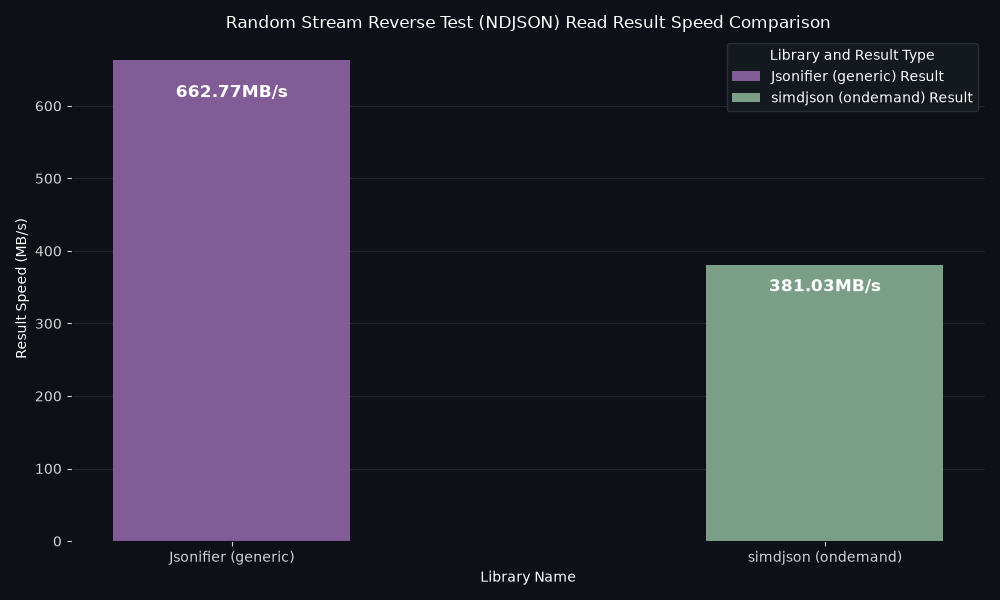 Random Stream Reverse Test (NDJSON) Read Result Speed Comparison
Library and Result Type
Jsonifier (generic) Result
simdjson (ondemand) Result
662.77MB/s
381.03MB/s
Result Speed (MB/s)
600
500
400
300
200
100
0
Jsonifier (generic)
simdjson (ondemand)
Library Name